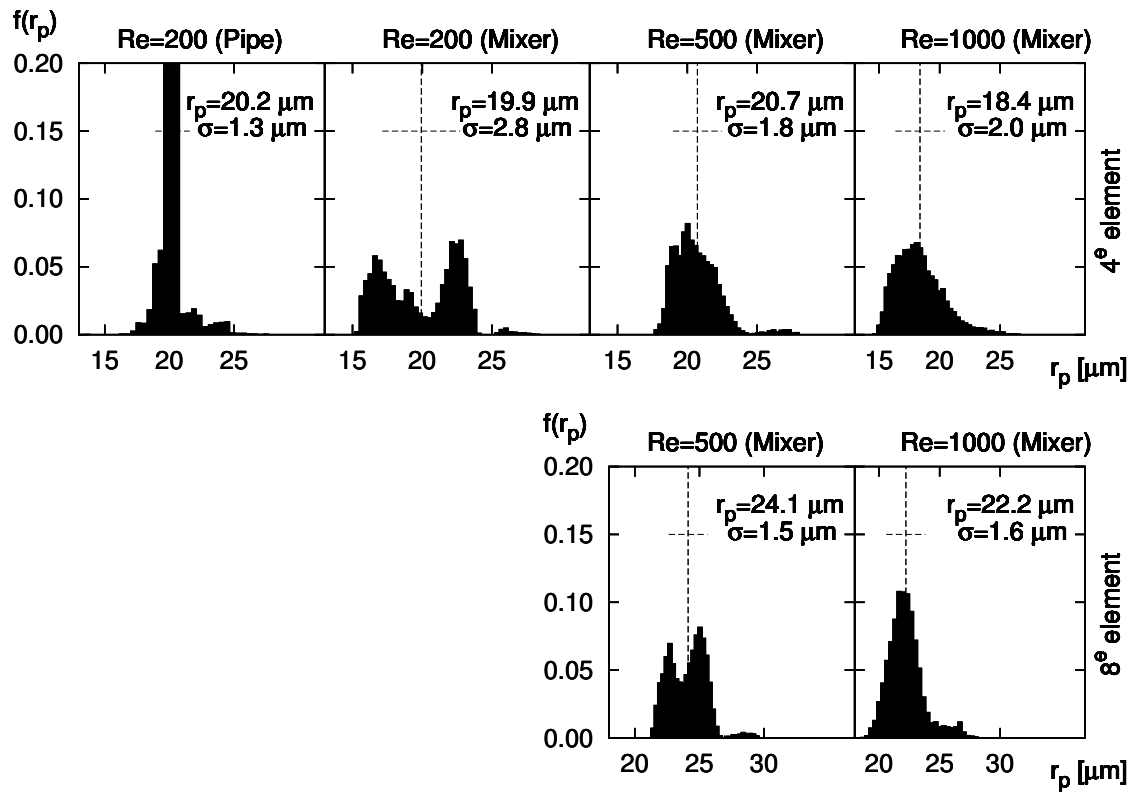 f(rp)
Re=200 (Pipe) Re=200 (Mixer) Re=500 (Mixer) Re=1000 (Mixer)
0.20
rp=20.2 μm rp=19.9 μm rp=20.7 μm rp=18.4 μm
0.15 σ=1.3 μm σ=2.8 μm σ=1.8 μm σ=2.0 μm
0.10
0.05
0.00
4e element
15 20 25 15 20 25 15 20 25 15 20 25
rp [μm]
f(rp)
Re=500 (Mixer) Re=1000 (Mixer)
0.20
rp=24.1 μm rp=22.2 μm
0.15 σ=1.5 μm σ=1.6 μm
0.10
0.05
0.00
8e element
20 25 30 20 25 30
rp [μm]